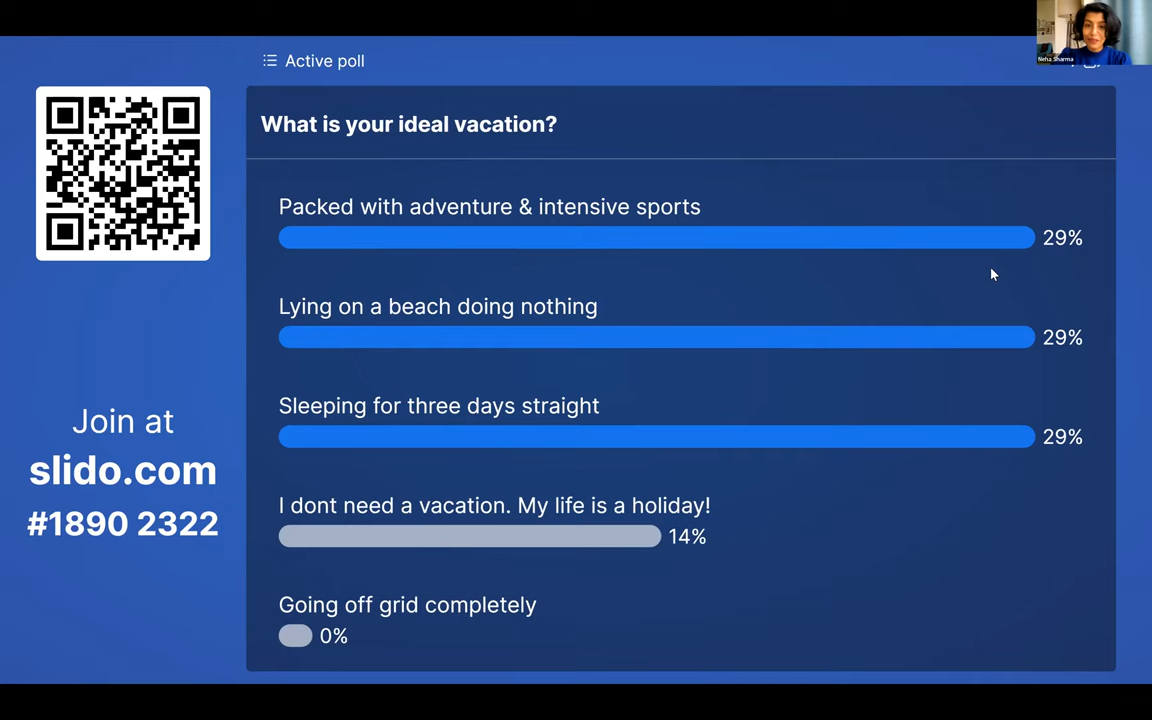 Active poll
Neha Sharma
What is your ideal vacation?
Packed with adventure & intensive sports
29%
Lying on a beach doing nothing
29%
Sleeping for three days straight
29%
I dont need a vacation. My life is a holiday!
14%
Going off grid completely
0%
Join at
slido.com
#1890 2322